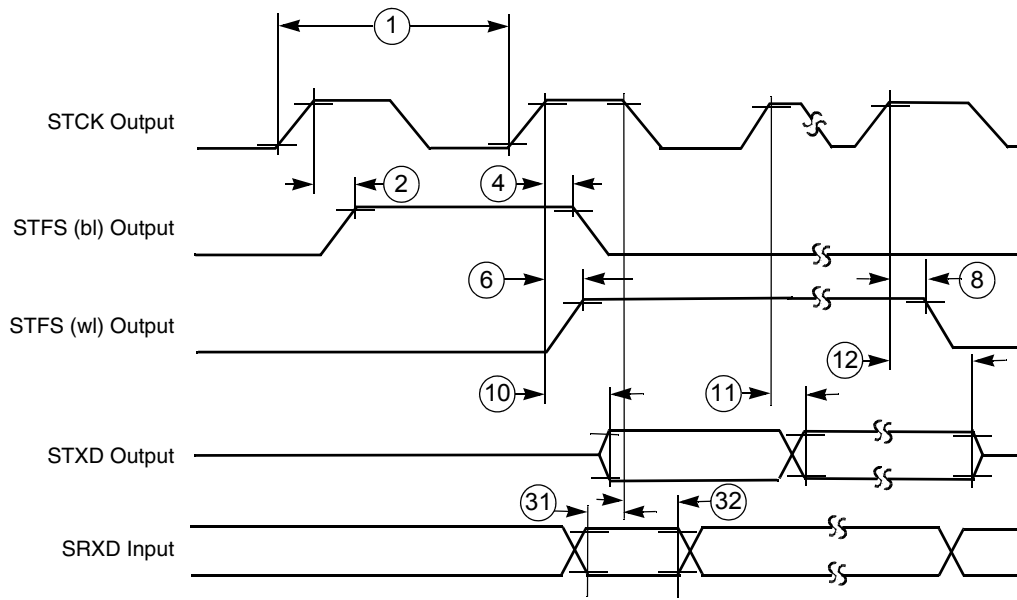 1
STCK Output
2
4
STFS (bl) Output
6
8
STFS (wl) Output
12
10
11
STXD Output
31
32
SRXD Input